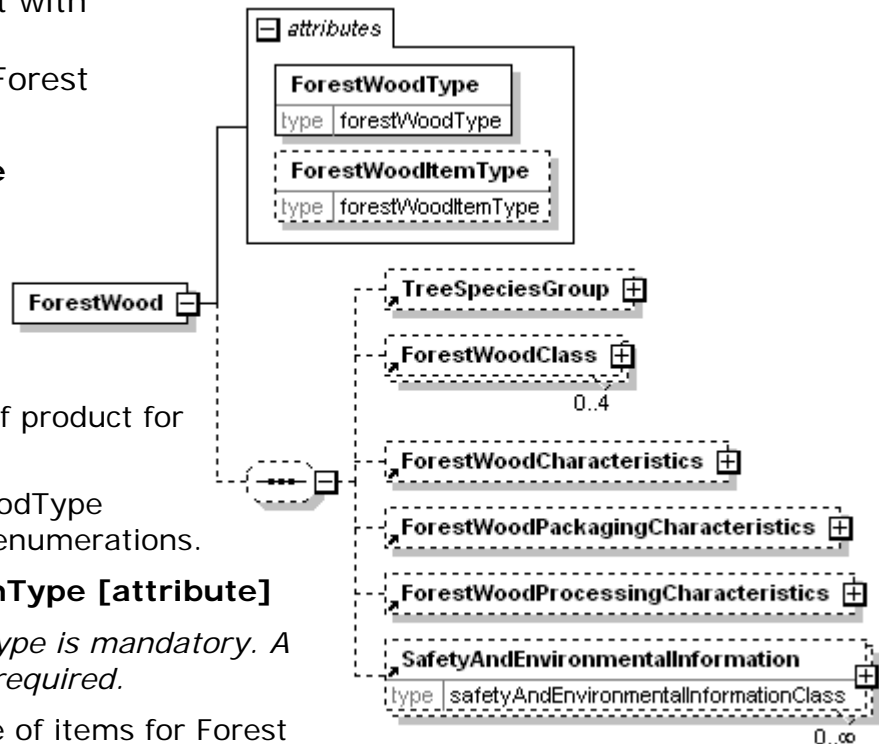 t with
Forest
e
f product for
odType
enumerations.
nType [attribute]
ype is mandatory. A
required.
e of items for Forest
attributes
ForestWoodType
type forestWoodType
ForestWoodItemType
type forestWoodItemType
ForestWood
TreeSpeciesGroup
ForestWoodClass
0..4
ForestWoodCharacteristics
ForestWoodPackagingCharacteristics
ForestWoodProcessingCharacteristics
SafetyAndEnvironmentalInformation
type safetyAndEnvironmentalInformationClass
0..∞